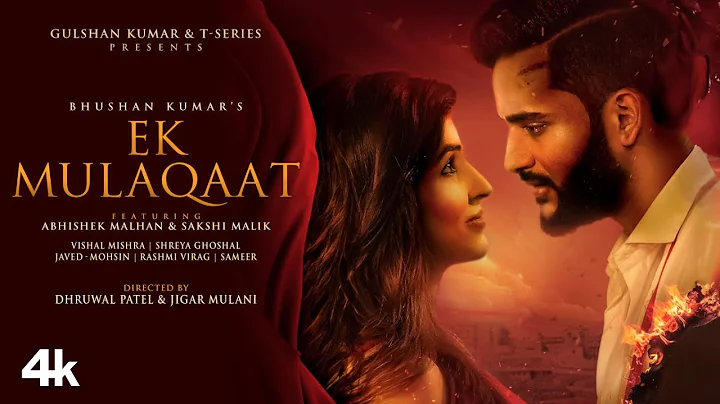 GULSHAN KUMAR & T-SERIES
PRESENTS
BHUSHAN KUMAR'S
EK
MULAQAAT
FEATURING
ABHISHEK MALHAN & SAKSHI MALIK
VISHAL MISHRA | SHREYA GHOSHAL
JAVED-MOHSIN | RASHMI VIRAG | SAMEER
DIRECTED BY
DHRUWAL PATEL & JIGAR MULANI
4k